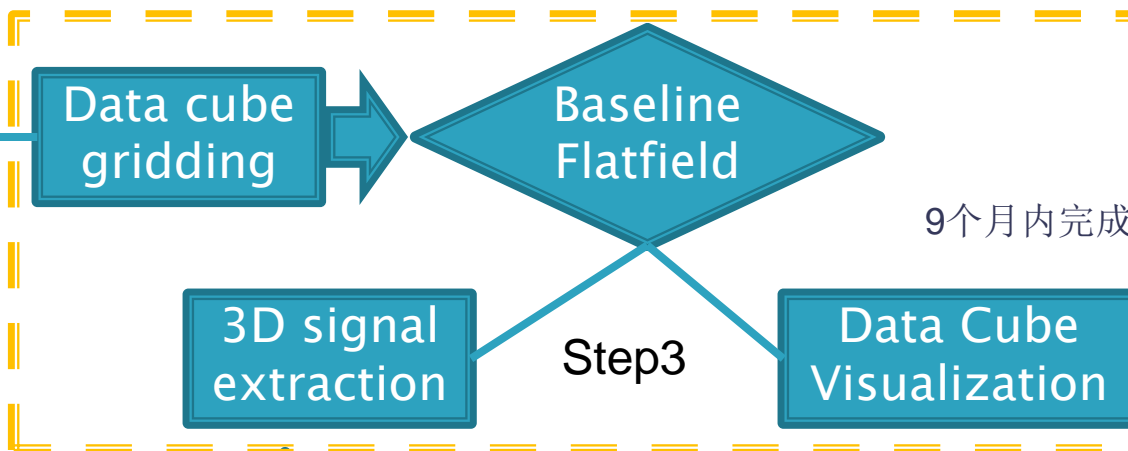 Data cube
gridding
Baseline
Flatfield
9个月内完成
3D signal
extraction
Step3
Data Cube
Visualization